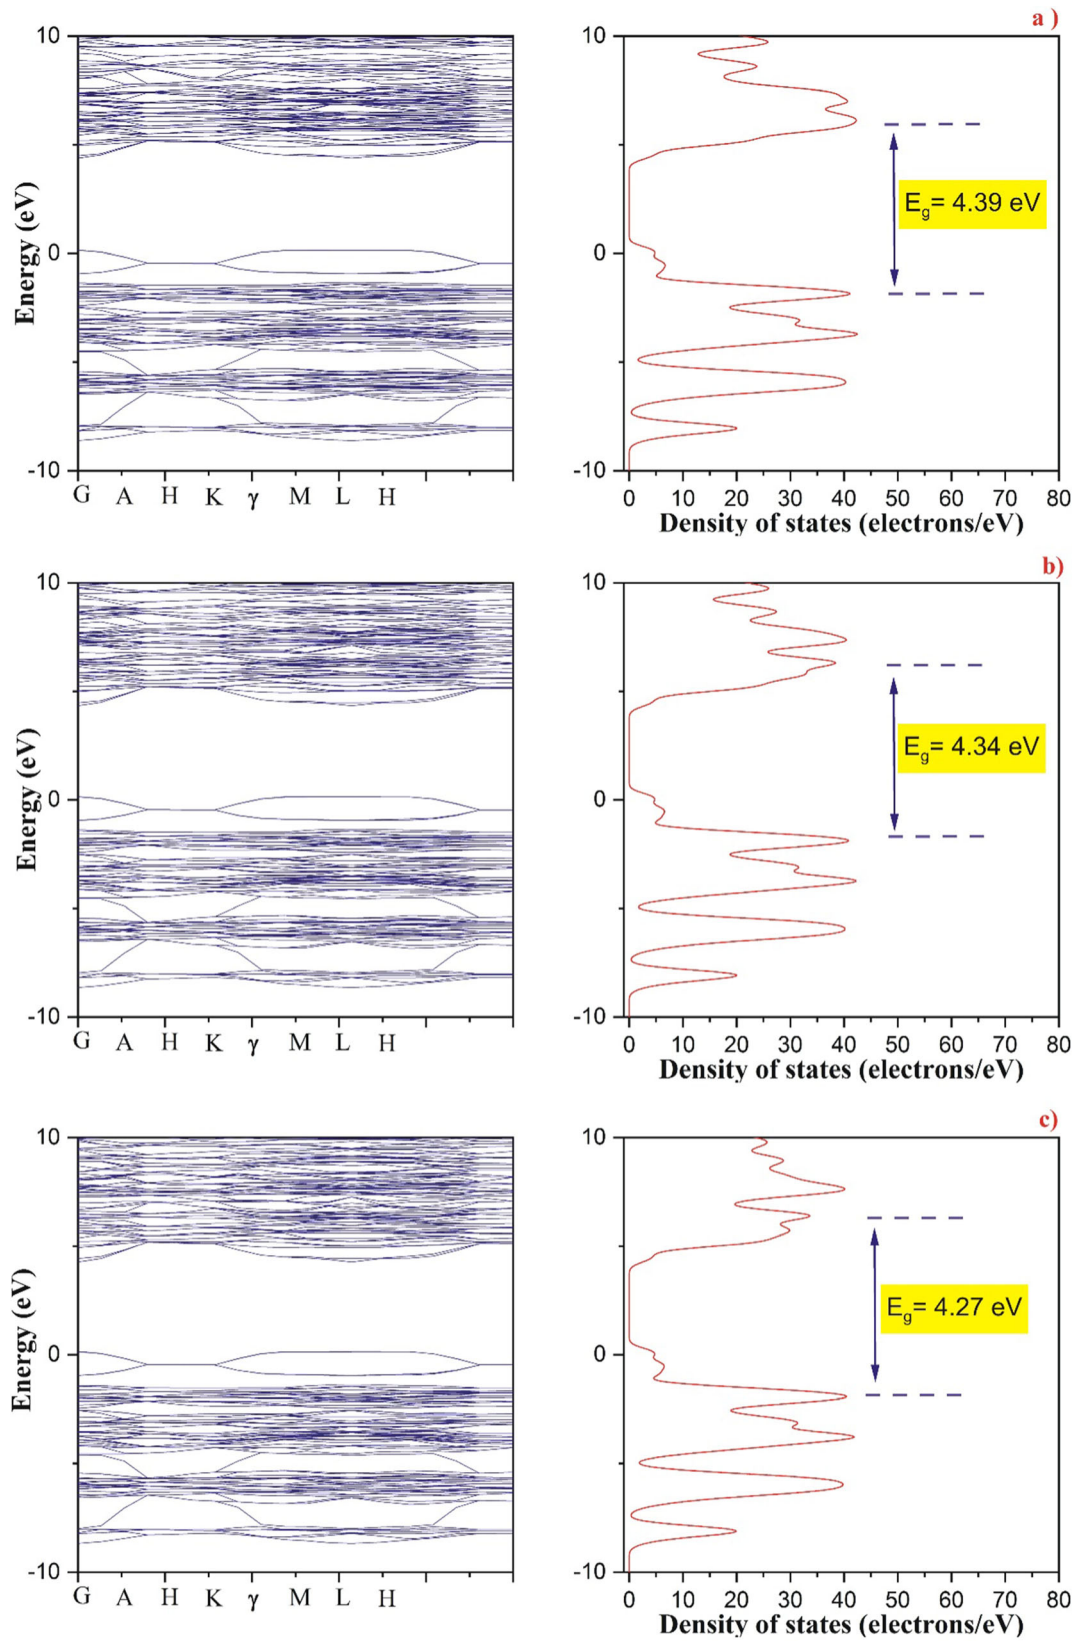 a )
10
0
-10
Energy (eV)
G A H K γ M L H
10
0
-10
E_g= 4.39 eV
0 10 20 30 40 50 60 70 80
Density of states (electrons/eV)
b)
10
0
-10
Energy (eV)
G A H K γ M L H
10
0
-10
E_g= 4.34 eV
0 10 20 30 40 50 60 70 80
Density of states (electrons/eV)
c)
10
0
-10
Energy (eV)
G A H K γ M L H
10
0
-10
E_g= 4.27 eV
0 10 20 30 40 50 60 70 80
Density of states (electrons/eV)